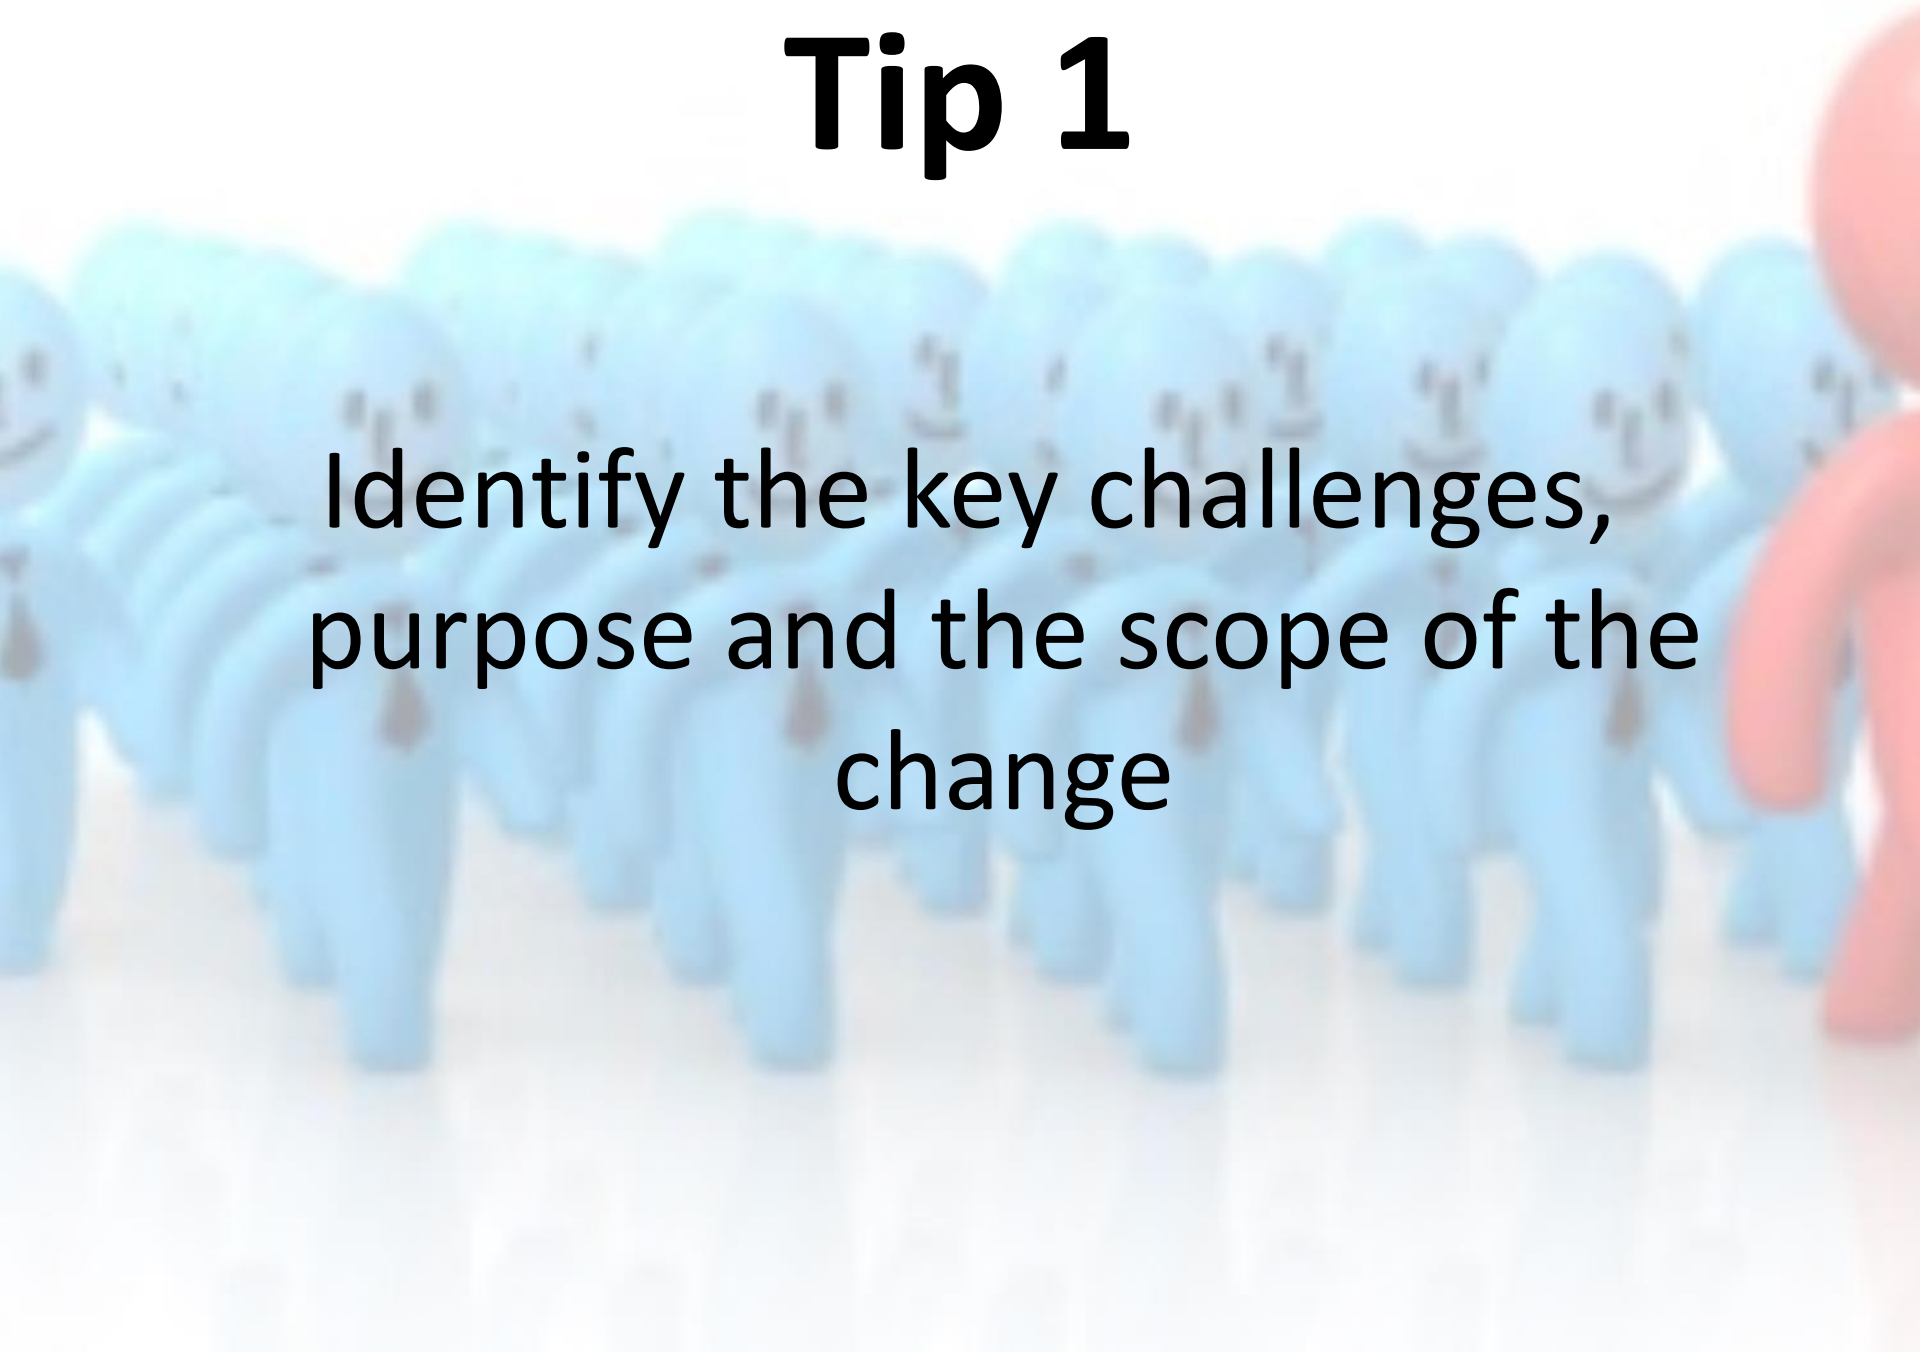 Tip 1
Identify the key challenges,
purpose and the scope of the
change